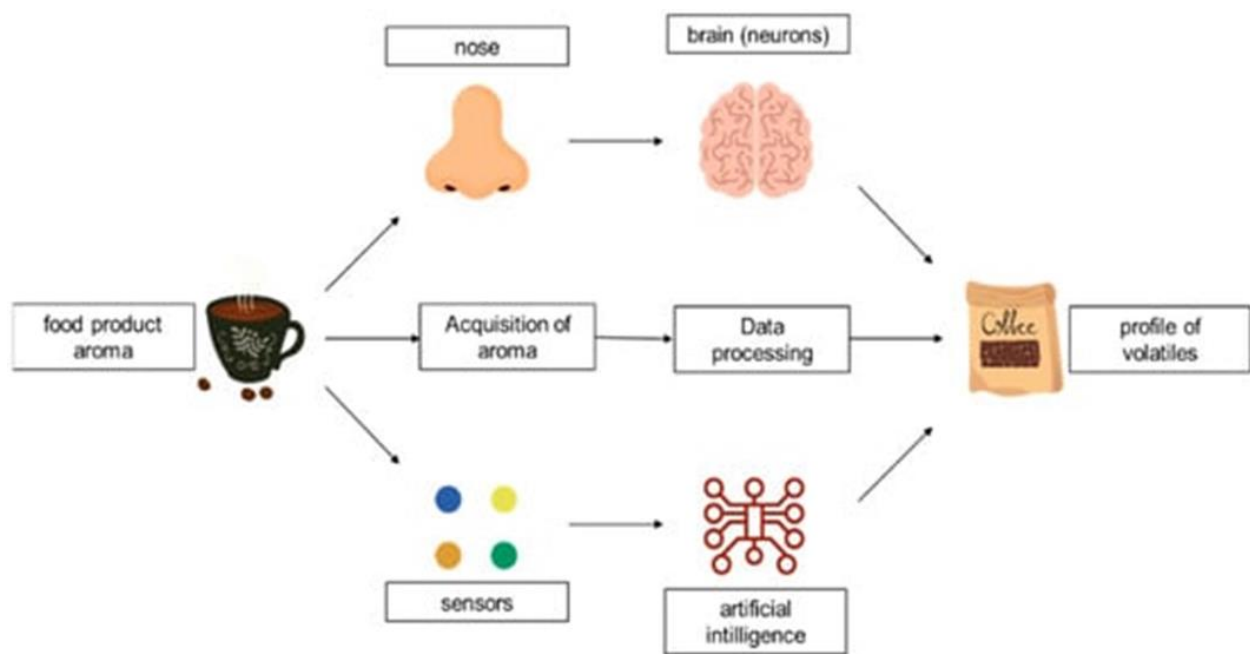 nose
brain (neurons)
food product
aroma
Acquisition of
aroma
Data
processing
Coffee
profile of
volatiles
sensors
artificial
intilligence